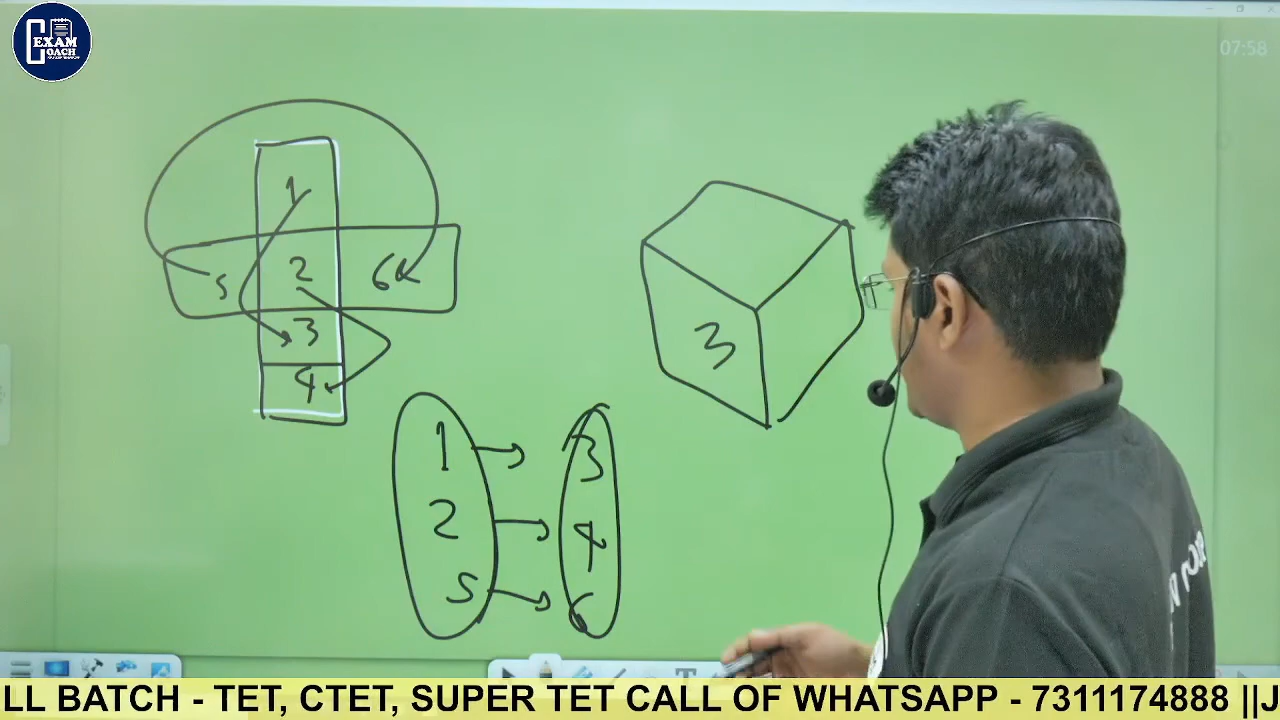 EXAM
COACH
07:58
1
5 2 6
3
4
3
1 → 3
2 → 4
5 → 6
LL BATCH - TET, CTET, SUPER TET CALL OF WHATSAPP - 7311174888 ||J